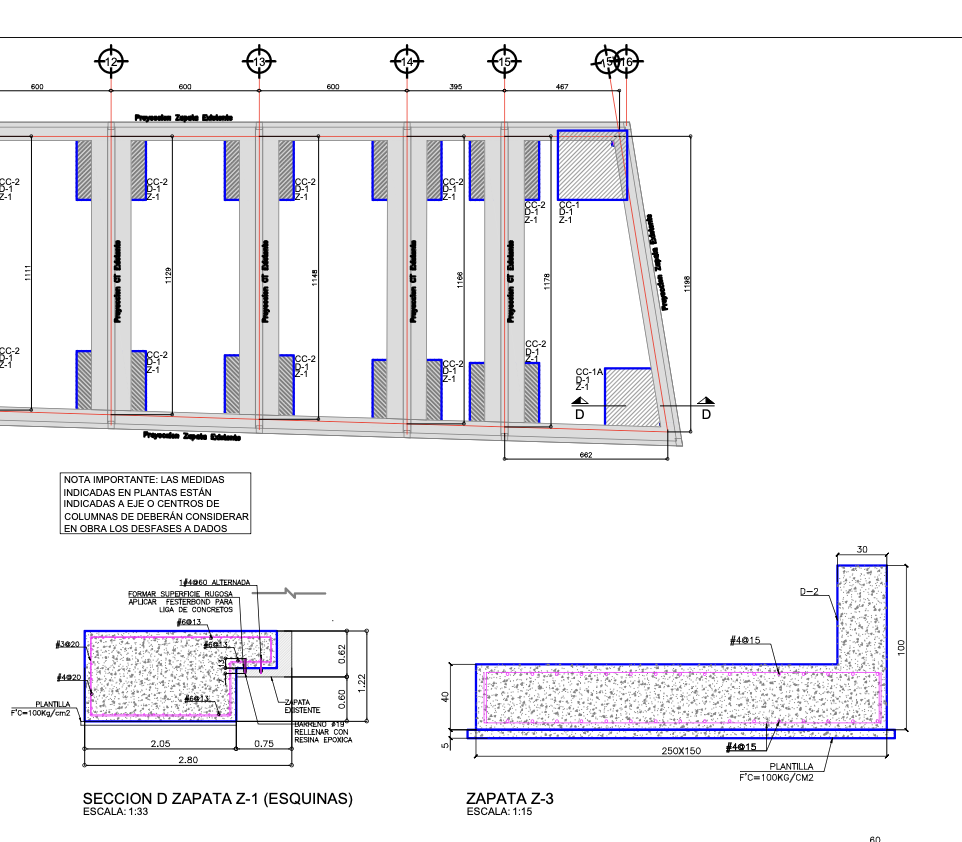 12
13
14
15
15'
16
600
600
600
395
467
Proyeccion Zapata Existente
CC-2
D-1
Z-1
CC-2
D-1
Z-1
CC-2
D-1
Z-1
CC-2
D-1
Z-1
CC-2
D-1
Z-1
CC-1
D-1
Z-1
1111
Proyeccion CT Existente
1129
Proyeccion CT Existente
1148
Proyeccion CT Existente
1166
Proyeccion CT Existente
1178
Proyeccion Zapata Existente
1198
CC-2
D-1
Z-1
CC-2
D-1
Z-1
CC-2
D-1
Z-1
CC-2
D-1
Z-1
CC-2
D-1
Z-1
CC-1A
D-1
Z-1
D
D
Proyeccion Zapata Existente
662
NOTA IMPORTANTE: LAS MEDIDAS
INDICADAS EN PLANTAS ESTÁN
INDICADAS A EJE O CENTROS DE
COLUMNAS DE DEBERÁN CONSIDERAR
EN OBRA LOS DESFASES A DADOS
1#4@60 ALTERNADA
FORMAR SUPERFICIE RUGOSA
APLICAR FESTERBOND PARA
LIGA DE CONCRETOS
#6@13
#3@20
#6@13
#4@20
#6@13
PLANTILLA
F'C=100Kg/cm2
ZAPATA
EXISTENTE
BARRENO Ø19
RELLENAR CON
RESINA EPOXICA
0.62
0.60
1.22
2.05
0.75
2.80
SECCION D ZAPATA Z-1 (ESQUINAS)
ESCALA: 1:33
30
D-2
#4@15
100
40
5
#4@15
250X150
PLANTILLA
F'C=100KG/CM2
ZAPATA Z-3
ESCALA: 1:15
60